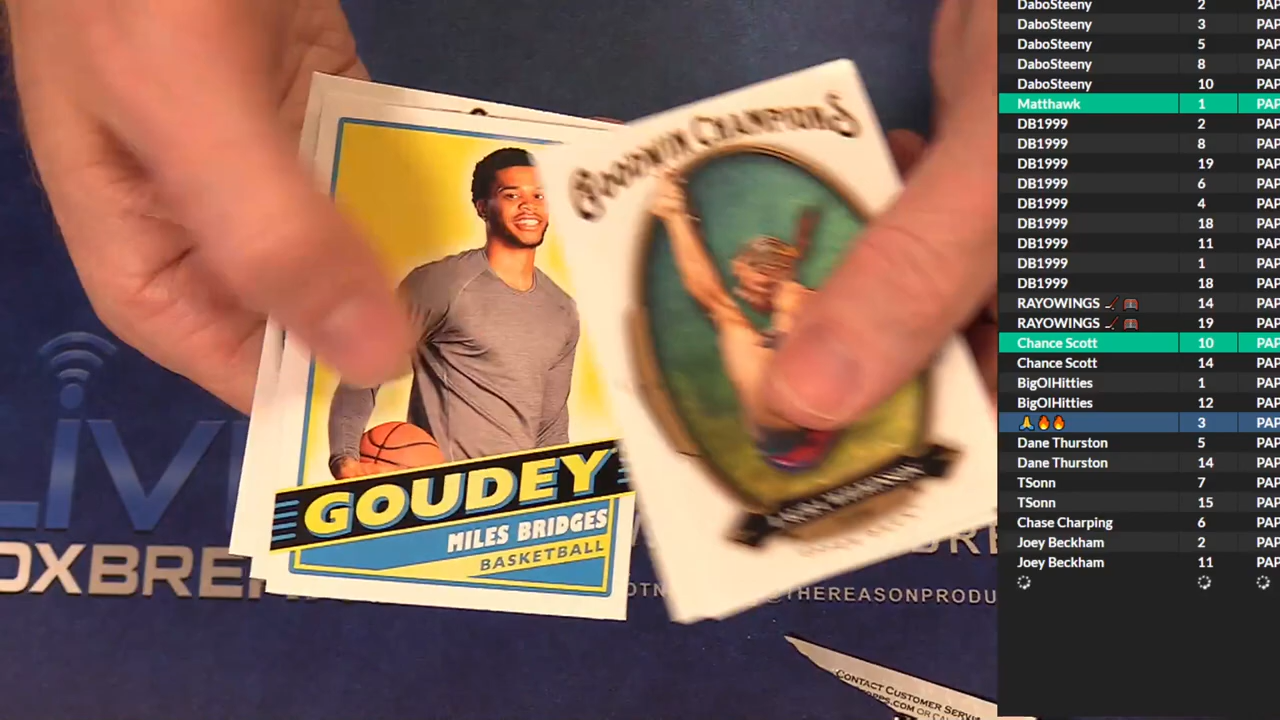 GOODWIN CHAMPIONS
GOUDEY
MILES BRIDGES
BASKETBALL
LIV
OXBRE
THEREASONPRODU
CONTACT CUSTOMER SERVI
DaboSteeny 2 PAP
DaboSteeny 3 PAP
DaboSteeny 5 PAP
DaboSteeny 8 PAP
DaboSteeny 10 PAP
Matthawk 1 PAP
DB1999 2 PAP
DB1999 8 PAP
DB1999 19 PAP
DB1999 6 PAP
DB1999 4 PAP
DB1999 18 PAP
DB1999 11 PAP
DB1999 1 PAP
DB1999 18 PAP
RAYOWINGS 14 PAP
RAYOWINGS 19 PAP
Chance Scott 10 PAP
Chance Scott 14 PAP
BigOlHitties 1 PAP
BigOlHitties 12 PAP
🙏🔥🔥 3 PAP
Dane Thurston 5 PAP
Dane Thurston 14 PAP
TSonn 7 PAP
TSonn 15 PAP
Chase Charping 6 PAP
Joey Beckham 2 PAP
Joey Beckham 11 PAP